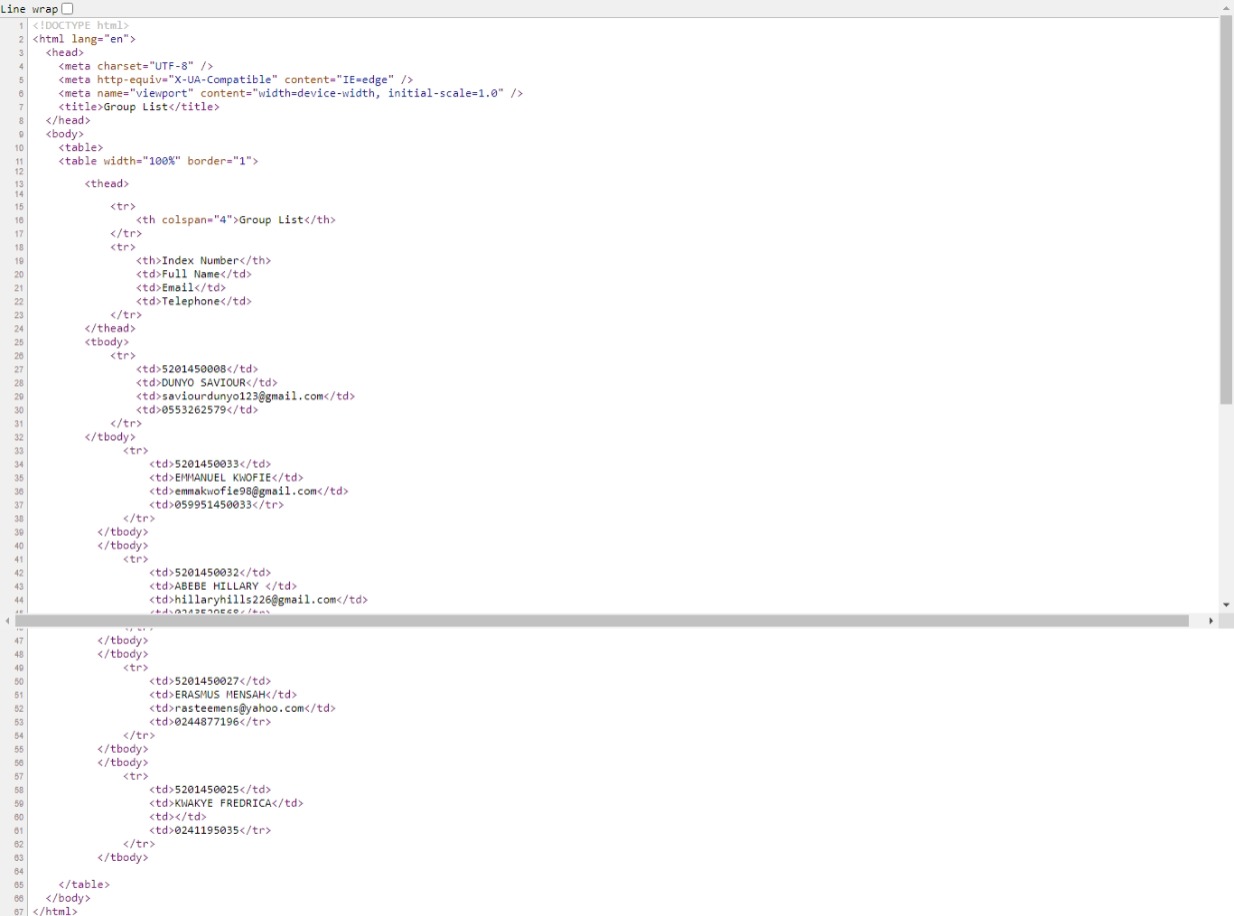 Line wrap
1 <!DOCTYPE html>
2 <html lang="en">
3 <head>
4 <meta charset="UTF-8" />
5 <meta http-equiv="X-UA-Compatible" content="IE=edge" />
6 <meta name="viewport" content="width=device-width, initial-scale=1.0" />
7 <title>Group List</title>
8 </head>
9 <body>
10 <table>
11 <table width="100%" border="1">
12
13 <thead>
14
15 <tr>
16 <th colspan="4">Group List</th>
17 </tr>
18 <tr>
19 <th>Index Number</th>
20 <td>Full Name</td>
21 <td>Email</td>
22 <td>Telephone</td>
23 </tr>
24 </thead>
25 <tbody>
26 <tr>
27 <td>5201450008</td>
28 <td>DUNYO SAVIOUR</td>
29 <td>saviourdunyo123@gmail.com</td>
30 <td>0553262579</td>
31 </tr>
32 </tbody>
33 <tr>
34 <td>5201450033</td>
35 <td>EMMANUEL KWOFIE</td>
36 <td>emmakwofie98@gmail.com</td>
37 <td>059951450033</tr>
38 </tr>
39 </tbody>
40 </tbody>
41 <tr>
42 <td>5201450032</td>
43 <td>ABEBE HILLARY </td>
44 <td>hillaryhills226@gmail.com</td>
47 </tbody>
48 </tbody>
49 <tr>
50 <td>5201450027</td>
51 <td>ERASMUS MENSAH</td>
52 <td>rasteemens@yahoo.com</td>
53 <td>0244877196</tr>
54 </tr>
55 </tbody>
56 </tbody>
57 <tr>
58 <td>5201450025</td>
59 <td>KWAKYE FREDRICA</td>
60 <td></td>
61 <td>0241195035</tr>
62 </tr>
63 </tbody>
64
65 </table>
66 </body>
67 </html>